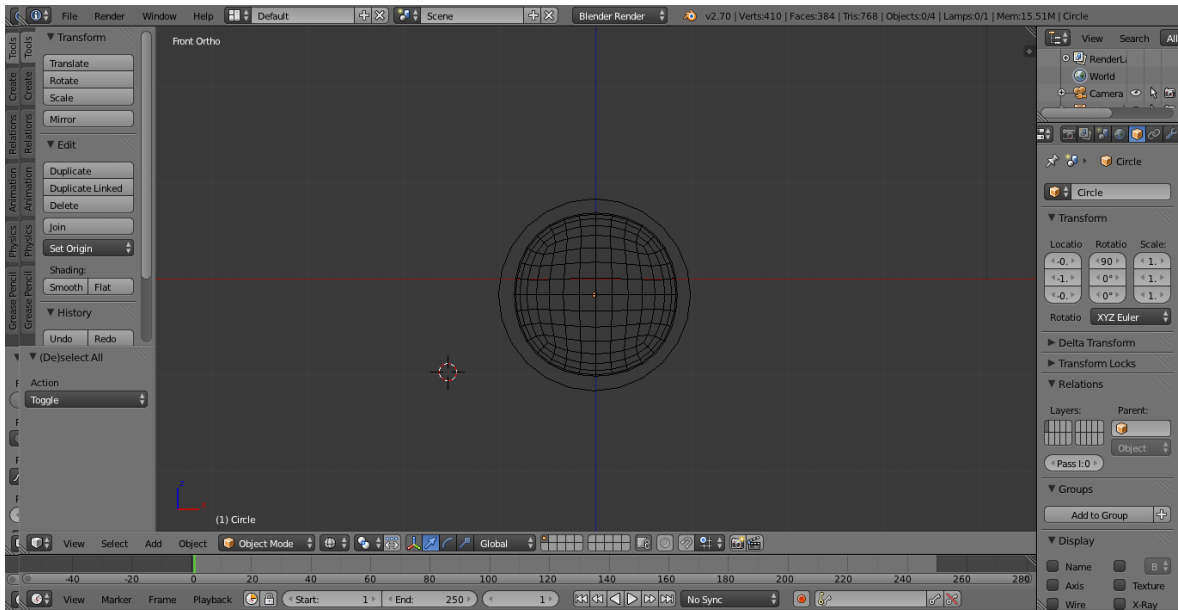 File Render Window Help Default Scene Blender Render v2.70 | Verts:410 | Faces:384 | Tris:768 | Objects:0/4 | Lamps:0/1 | Mem:15.51M | Circle
Tools
Create
Relations
Animation
Physics
Grease Pencil
Tools
Create
Relations
Animation
Physics
Grease Pencil
Transform
Translate
Rotate
Scale
Mirror
Edit
Duplicate
Duplicate Linked
Delete
Join
Set Origin
Shading:
Smooth Flat
History
Undo Redo
(De)select All
Action
Toggle
Front Ortho
z
x
(1) Circle
View Search All
RenderL
World
Camera
Circle
Circle
Transform
Locatio Rotatio Scale:
-0. 90 1.
-1. 0° 1.
-0. 0° 1.
Rotatio XYZ Euler
Delta Transform
Transform Locks
Relations
Layers: Parent:
Object
Pass I:0
Groups
Add to Group
Display
Name B
Axis Texture
Wire X-Ray
View Select Add Object Object Mode Global
-40 -20 0 20 40 60 80 100 120 140 160 180 200 220 240 260 280
View Marker Frame Playback Start: 1 End: 250 1 No Sync